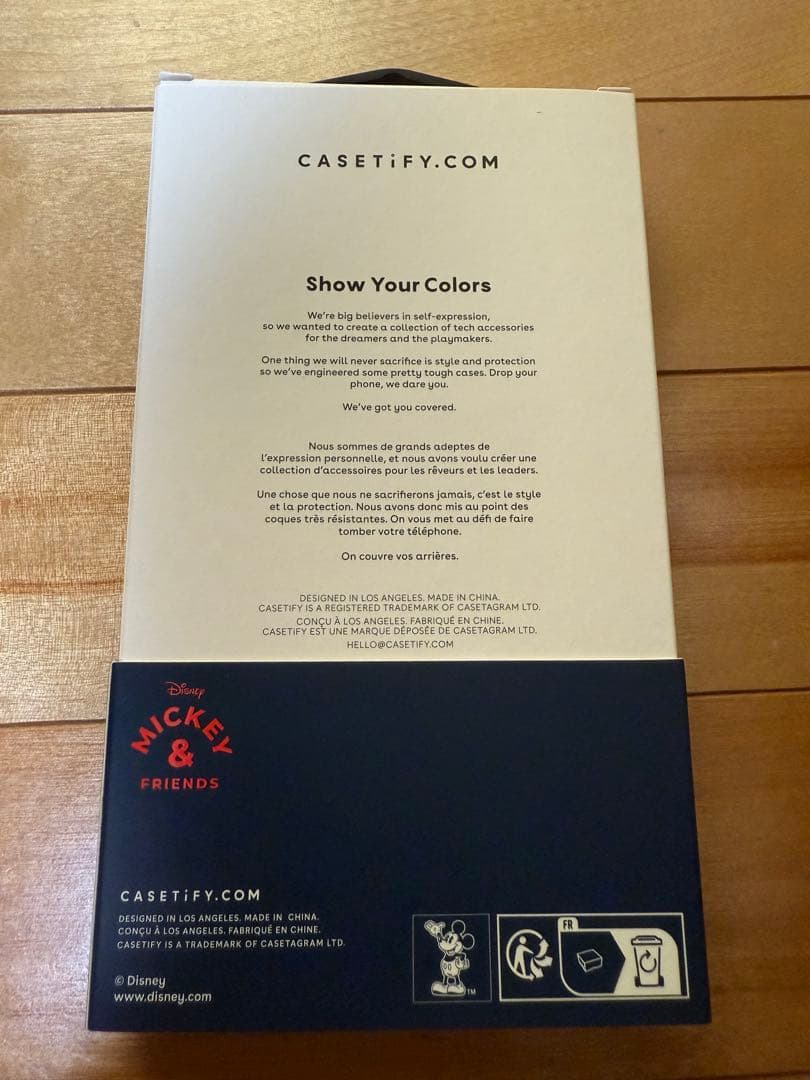 CASETiFY.COM
Show Your Colors
We're big believers in self-expression,
so we wanted to create a collection of tech accessories
for the dreamers and the playmakers.
One thing we will never sacrifice is style and protection
so we've engineered some pretty tough cases. Drop your
phone, we dare you.
We've got you covered.
Nous sommes de grands adeptes de
l'expression personnelle, et nous avons voulu créer une
collection d'accessoires pour les rêveurs et les leaders.
Une chose que nous ne sacrifierons jamais, c'est le style
et la protection. Nous avons donc mis au point des
coques très résistantes. On vous met au défi de faire
tomber votre téléphone.
On couvre vos arrières.
DESIGNED IN LOS ANGELES. MADE IN CHINA.
CASETIFY IS A REGISTERED TRADEMARK OF CASETAGRAM LTD.
CONÇU À LOS ANGELES. FABRIQUÉ EN CHINE.
CASETIFY EST UNE MARQUE DÉPOSÉE DE CASETAGRAM LTD.
HELLO@CASETIFY.COM
Disney
MICKEY
&
FRIENDS
CASETiFY.COM
DESIGNED IN LOS ANGELES. MADE IN CHINA.
CONÇU À LOS ANGELES. FABRIQUÉ EN CHINE.
CASETIFY IS A TRADEMARK OF CASETAGRAM LTD.
© Disney
www.disney.com
TM
FR